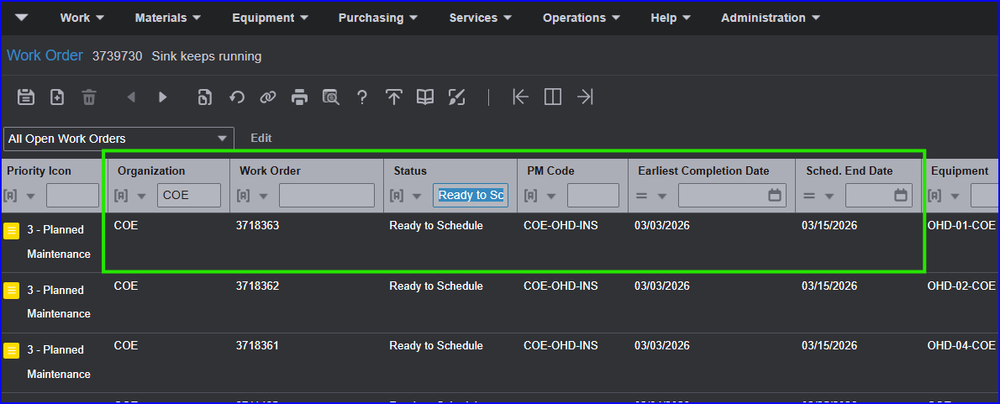 Work Materials Equipment Purchasing Services Operations Help Administration
Work Order 3739730 Sink keeps running
All Open Work Orders Edit
Priority Icon Organization Work Order Status PM Code Earliest Completion Date Sched. End Date Equipment
COE Ready to Sc
3 - Planned Maintenance COE 3718363 Ready to Schedule COE-OHD-INS 03/03/2026 03/15/2026 OHD-01-COE
3 - Planned Maintenance COE 3718362 Ready to Schedule COE-OHD-INS 03/03/2026 03/15/2026 OHD-02-COE
3 - Planned Maintenance COE 3718361 Ready to Schedule COE-OHD-INS 03/03/2026 03/15/2026 OHD-04-COE